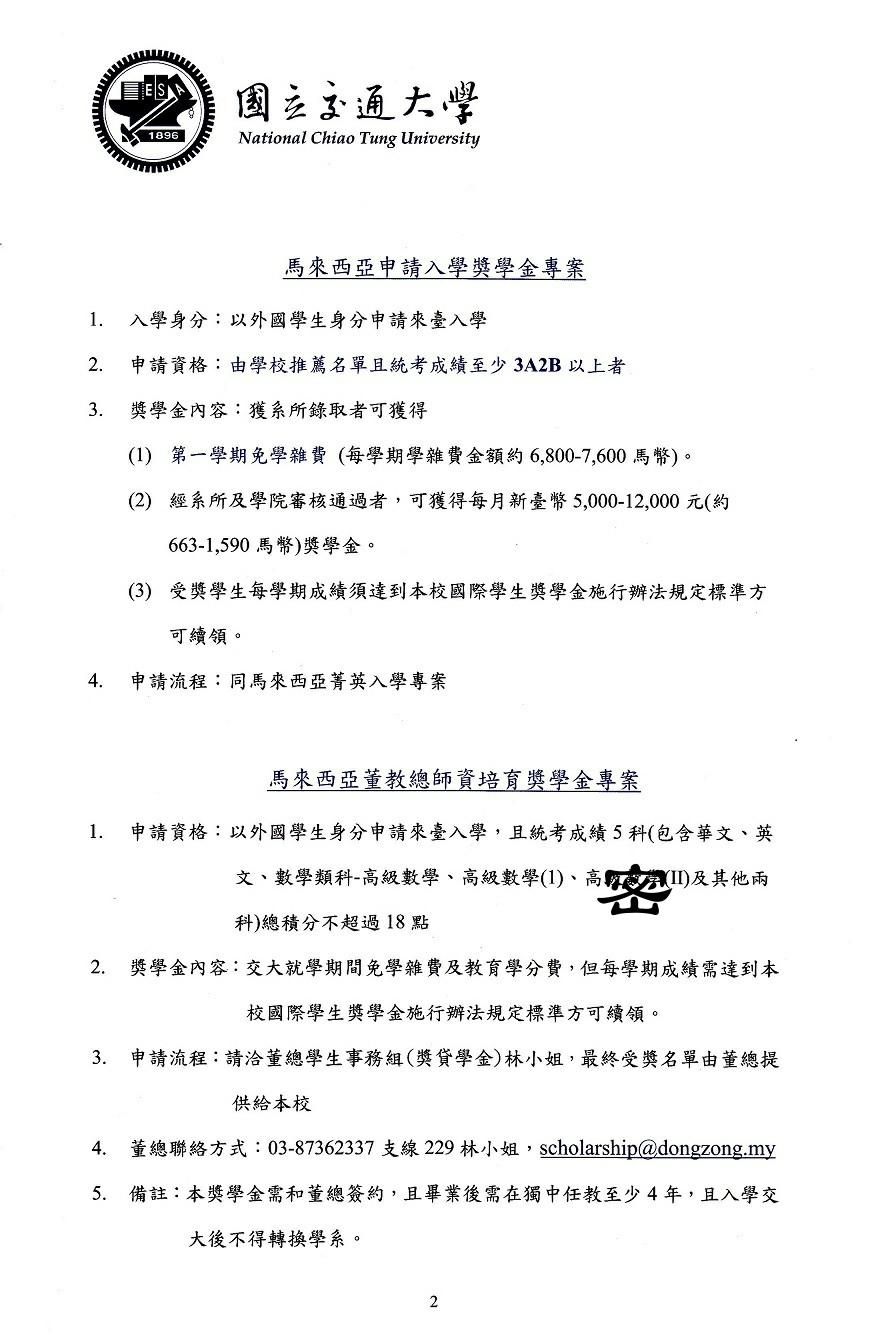 ESA
1896
國立交通大學
National Chiao Tung University
馬來西亞申請入學獎學金專案
1. 入學身分：以外國學生身分申請來臺入學
2. 申請資格：由學校推薦名單且統考成績至少 3A2B 以上者
3. 獎學金內容：獲系所錄取者可獲得
(1) 第一學期免學雜費 (每學期學雜費金額約 6,800-7,600 馬幣)。
(2) 經系所及學院審核通過者，可獲得每月新臺幣 5,000-12,000 元(約
663-1,590 馬幣)獎學金。
(3) 受獎學生每學期成績須達到本校國際學生獎學金施行辦法規定標準方
可續領。
4. 申請流程：同馬來西亞菁英入學專案
馬來西亞董教總師資培育獎學金專案
1. 申請資格：以外國學生身分申請來臺入學，且統考成績 5 科(包含華文、英
文、數學類科-高級數學、高級數學(1)、高級數學(II)及其他兩
密
科)總積分不超過 18 點
2. 獎學金內容：交大就學期間免學雜費及教育學分費，但每學期成績需達到本
校國際學生獎學金施行辦法規定標準方可續領。
3. 申請流程：請洽董總學生事務組(獎貸學金)林小姐，最終受獎名單由董總提
供給本校
4. 董總聯絡方式：03-87362337 支線 229 林小姐，scholarship@dongzong.my
5. 備註：本獎學金需和董總簽約，且畢業後需在獨中任教至少 4 年，且入學交
大後不得轉換學系。
2